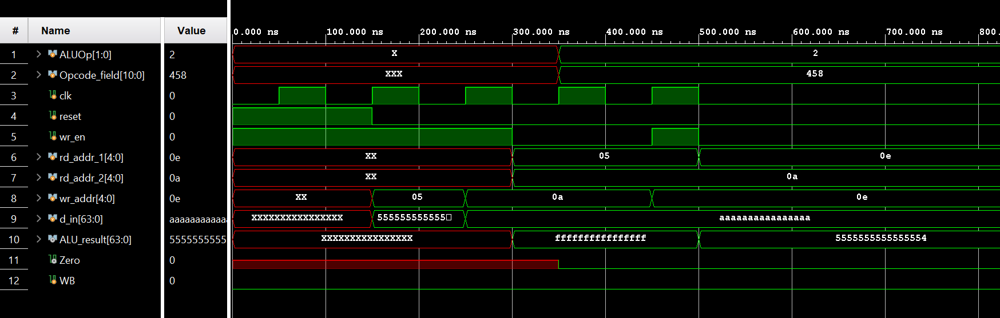 # Name Value 0.000 ns 100.000 ns 200.000 ns 300.000 ns 400.000 ns 500.000 ns 600.000 ns 700.000 ns 800.
1 ALUOp[1:0] 2 X 2
2 Opcode_field[10:0] 458 XXX 458
3 clk 0
4 reset 0
5 wr_en 0
6 rd_addr_1[4:0] 0e XX 05 0e
7 rd_addr_2[4:0] 0a XX 0a
8 wr_addr[4:0] 0e XX 05 0a 0e
9 d_in[63:0] aaaaaaaaaaaa XXXXXXXXXXXXXXXX 555555555555□ aaaaaaaaaaaaaaaa
10 ALU_result[63:0] 5555555555 XXXXXXXXXXXXXXXX ffffffffffffffff 5555555555555554
11 Zero 0
12 WB 0